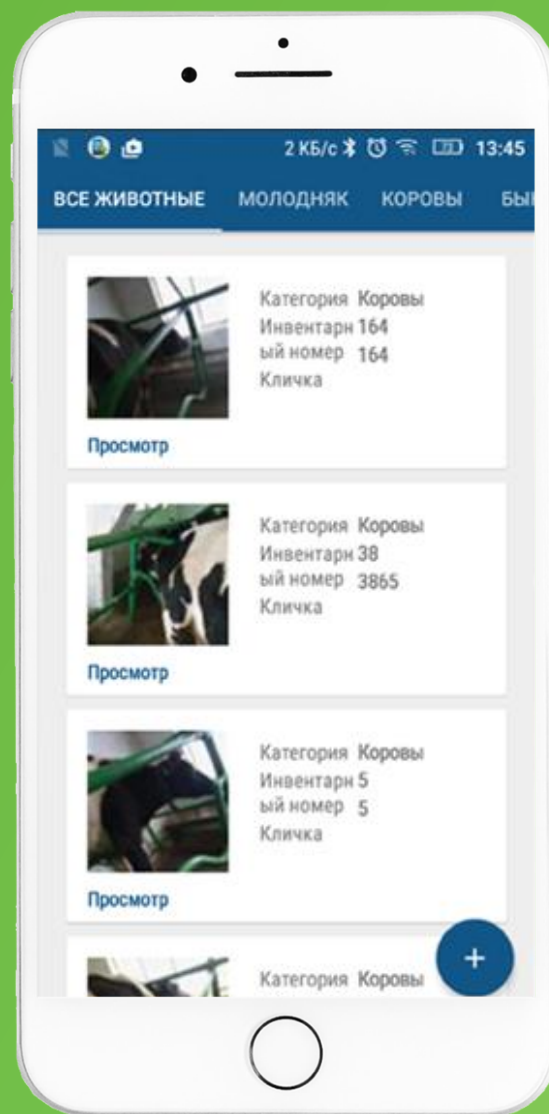 2 КБ/с 13:45
ВСЕ ЖИВОТНЫЕ МОЛОДНЯК КОРОВЫ БЫ
Категория Коровы
Инвентарн 164
ый номер 164
Кличка
Просмотр
Категория Коровы
Инвентарн 38
ый номер 3865
Кличка
Просмотр
Категория Коровы
Инвентарн 5
ый номер 5
Кличка
Просмотр
Категория Коровы
+